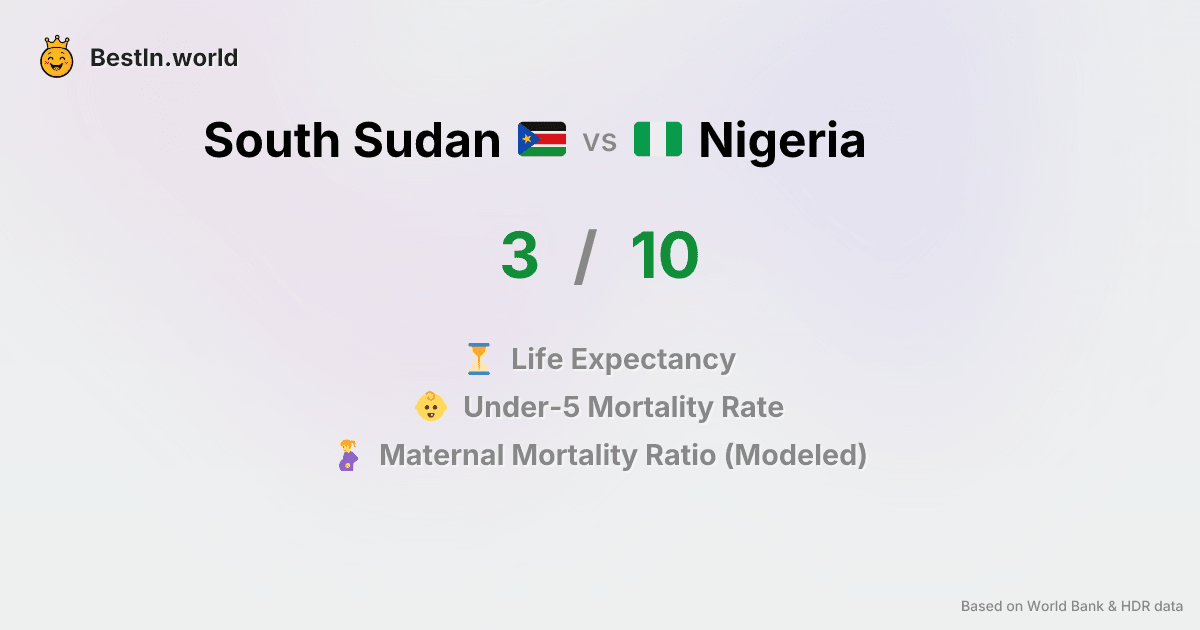 BestIn.world
South Sudan vs Nigeria
3 / 10
Life Expectancy
Under-5 Mortality Rate
Maternal Mortality Ratio (Modeled)
Based on World Bank & HDR data